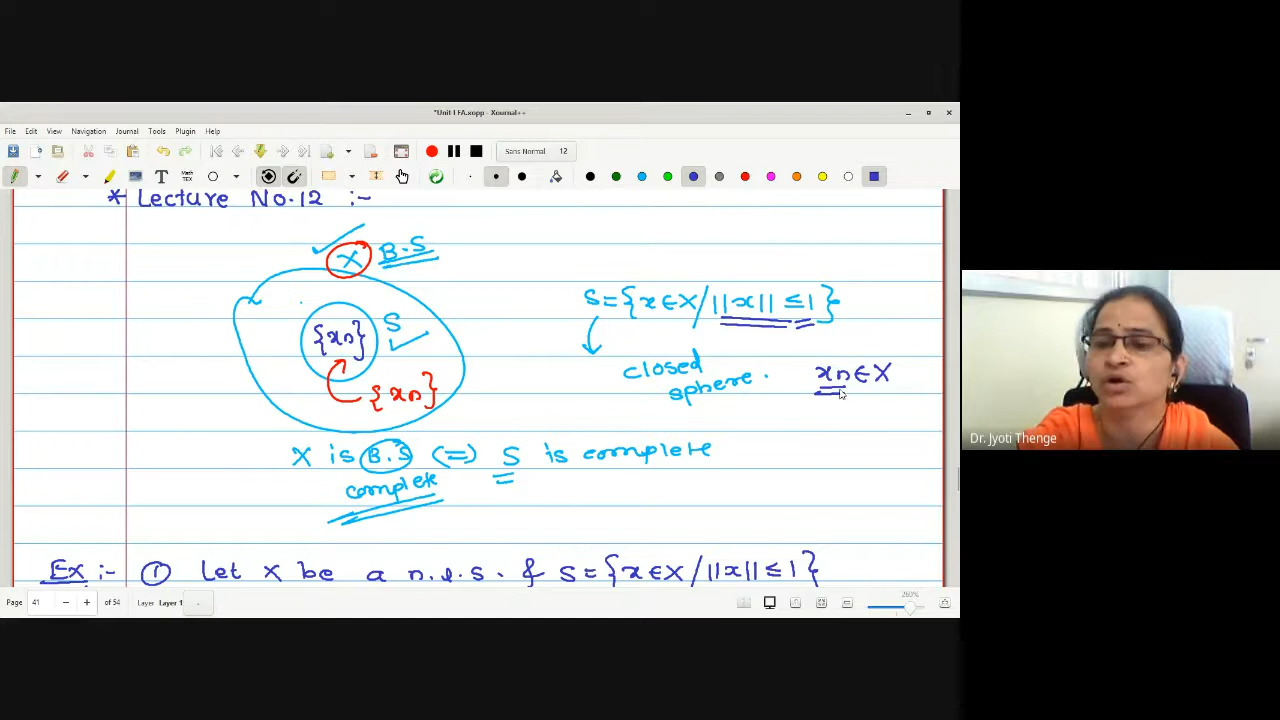 *Unit I FA.xopp - Xournal++
File Edit View Navigation Journal Tools Plugin Help
Sans Normal 12
* Lecture No.12 :-
X B.S
S={x∈X/||x||≤1}
{xn} S
closed
sphere.
xn∈X
{xn}
X is B.S (=) S is complete
complete
Ex :- ① Let X be a n.l.s. & S={x∈X/||x||≤1}
Page 41 of 54 Layer Layer 1 260%
Dr. Jyoti Thenge